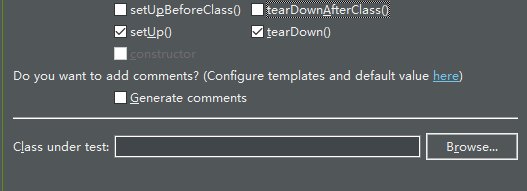 setUpBeforeClass() tearDownAfterClass()
setUp() tearDown()
constructor
Do you want to add comments? (Configure templates and default value here)
Generate comments
Class under test: Browse...